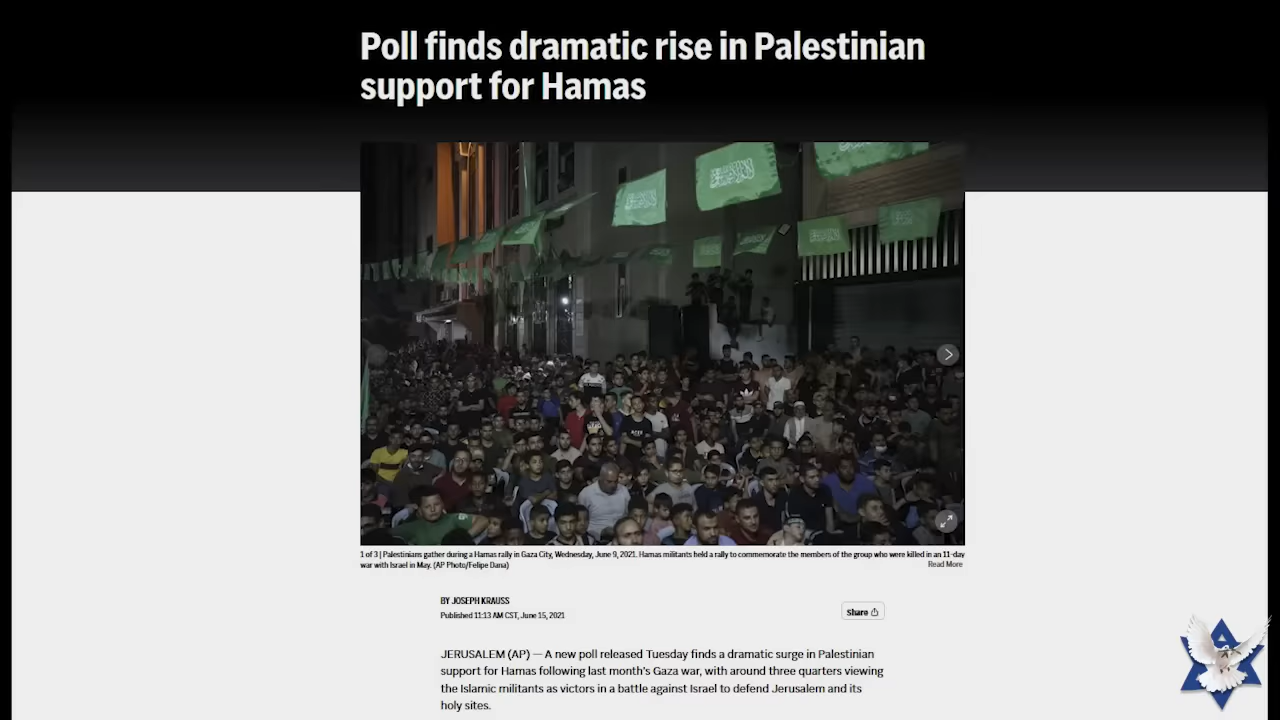 Poll finds dramatic rise in Palestinian
support for Hamas
1 of 3 | Palestinians gather during a Hamas rally in Gaza City, Wednesday, June 9, 2021. Hamas militants held a rally to commemorate the members of the group who were killed in an 11-day
war with Israel in May. (AP Photo/Felipe Dana)
Read More
BY JOSEPH KRAUSS
Published 11:13 AM CST, June 15, 2021
Share
JERUSALEM (AP) — A new poll released Tuesday finds a dramatic surge in Palestinian
support for Hamas following last month's Gaza war, with around three quarters viewing
the Islamic militants as victors in a battle against Israel to defend Jerusalem and its
holy sites.